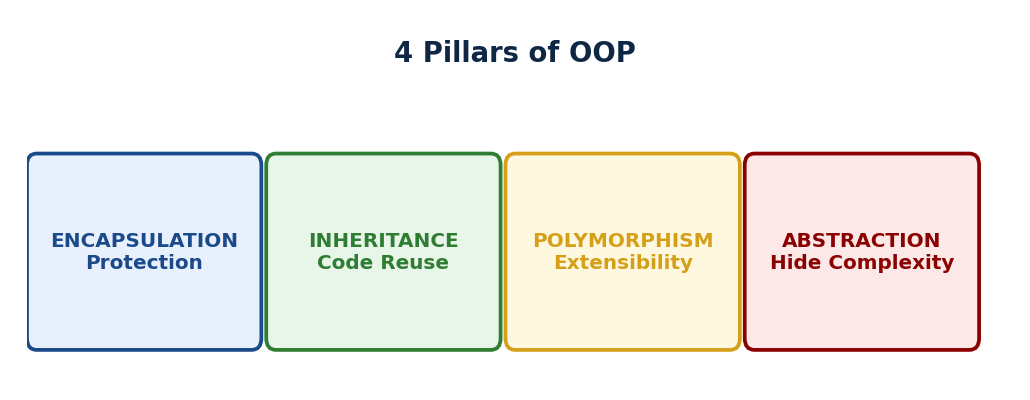 4 Pillars of OOP
ENCAPSULATION
Protection
INHERITANCE
Code Reuse
POLYMORPHISM
Extensibility
ABSTRACTION
Hide Complexity